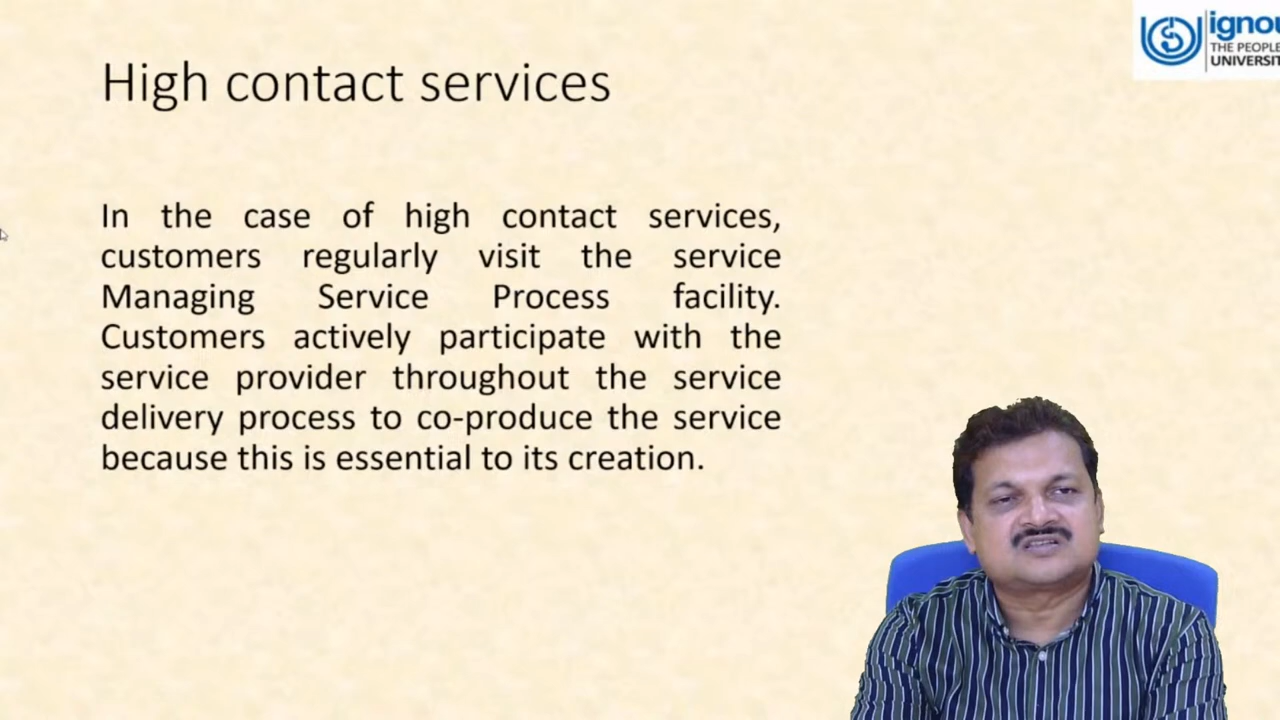 High contact services
ignou
THE PEOPLE
UNIVERSIT
In the case of high contact services,
customers regularly visit the service
Managing Service Process facility.
Customers actively participate with the
service provider throughout the service
delivery process to co-produce the service
because this is essential to its creation.